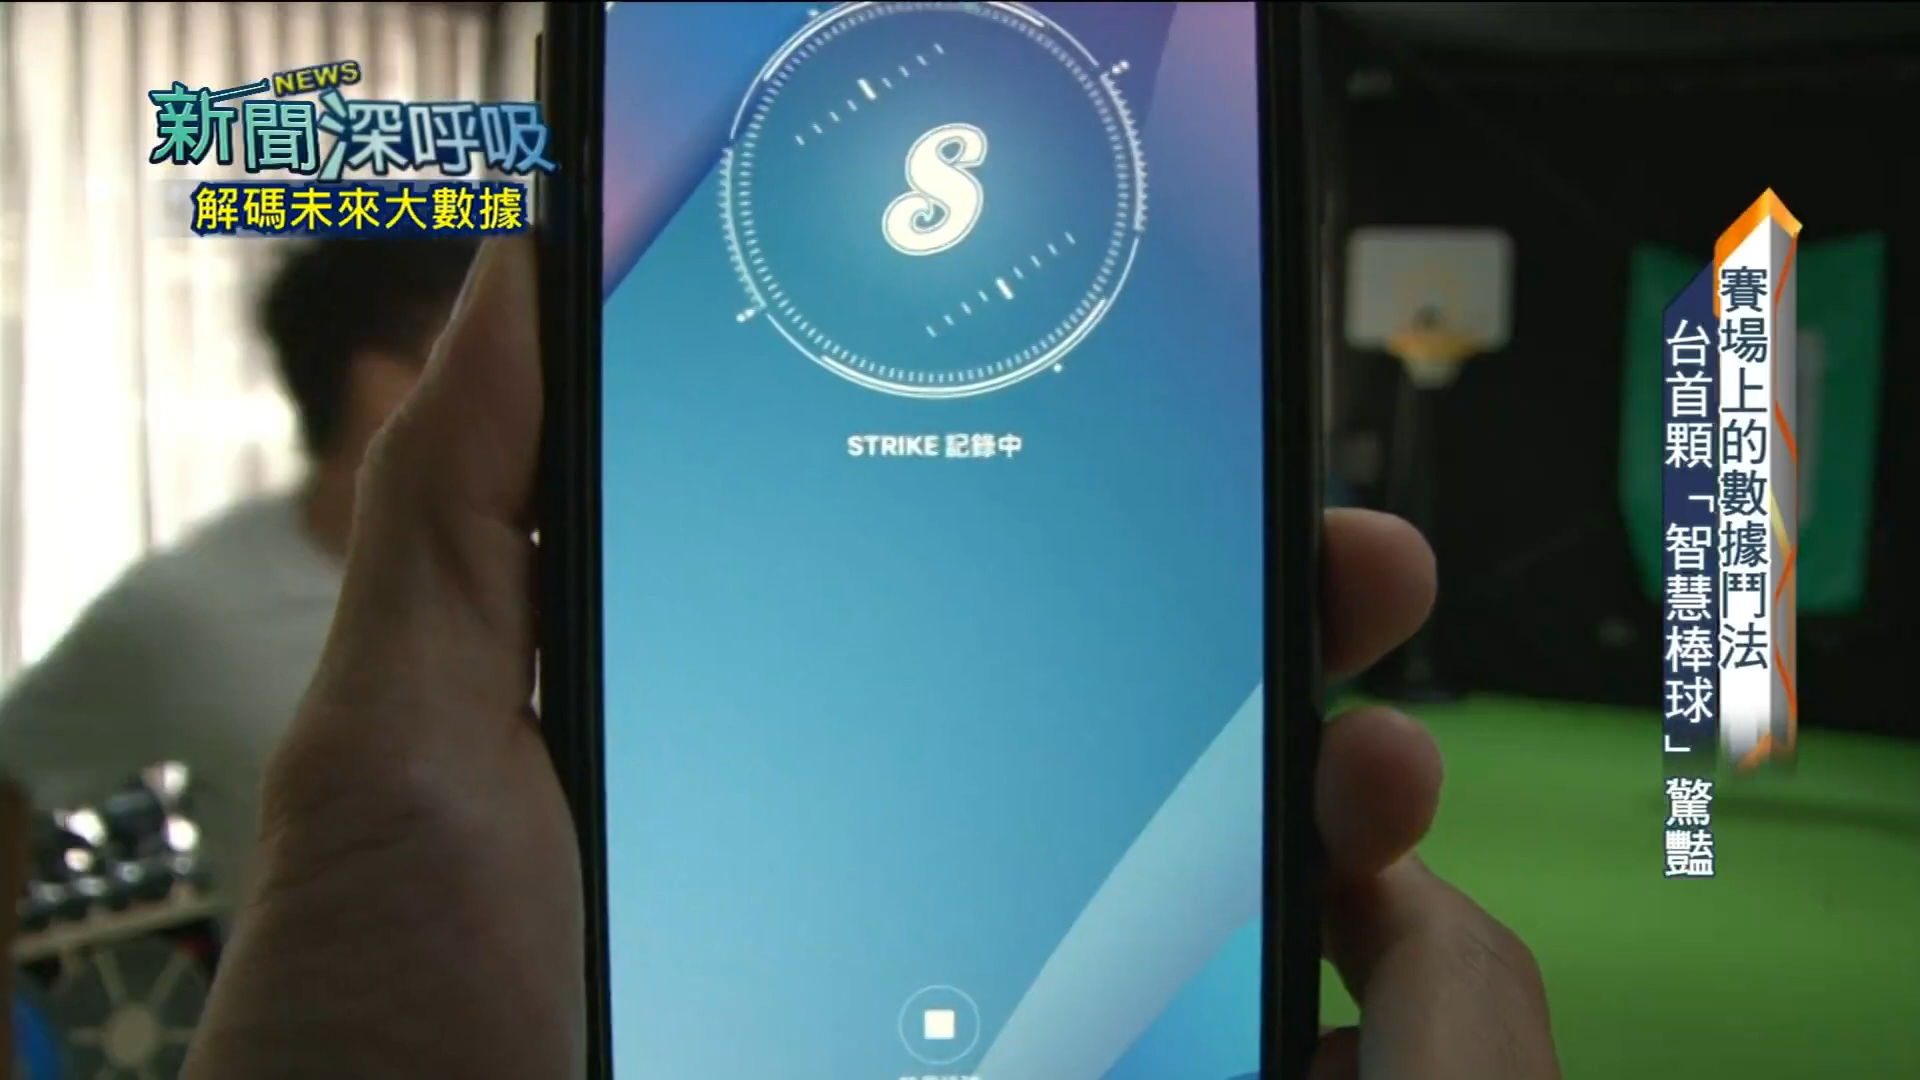 NEWS
新聞深呼吸
解碼未來大數據
S
STRIKE 記錄中
賽場上的數據鬥法
台首顆「智慧棒球」驚豔